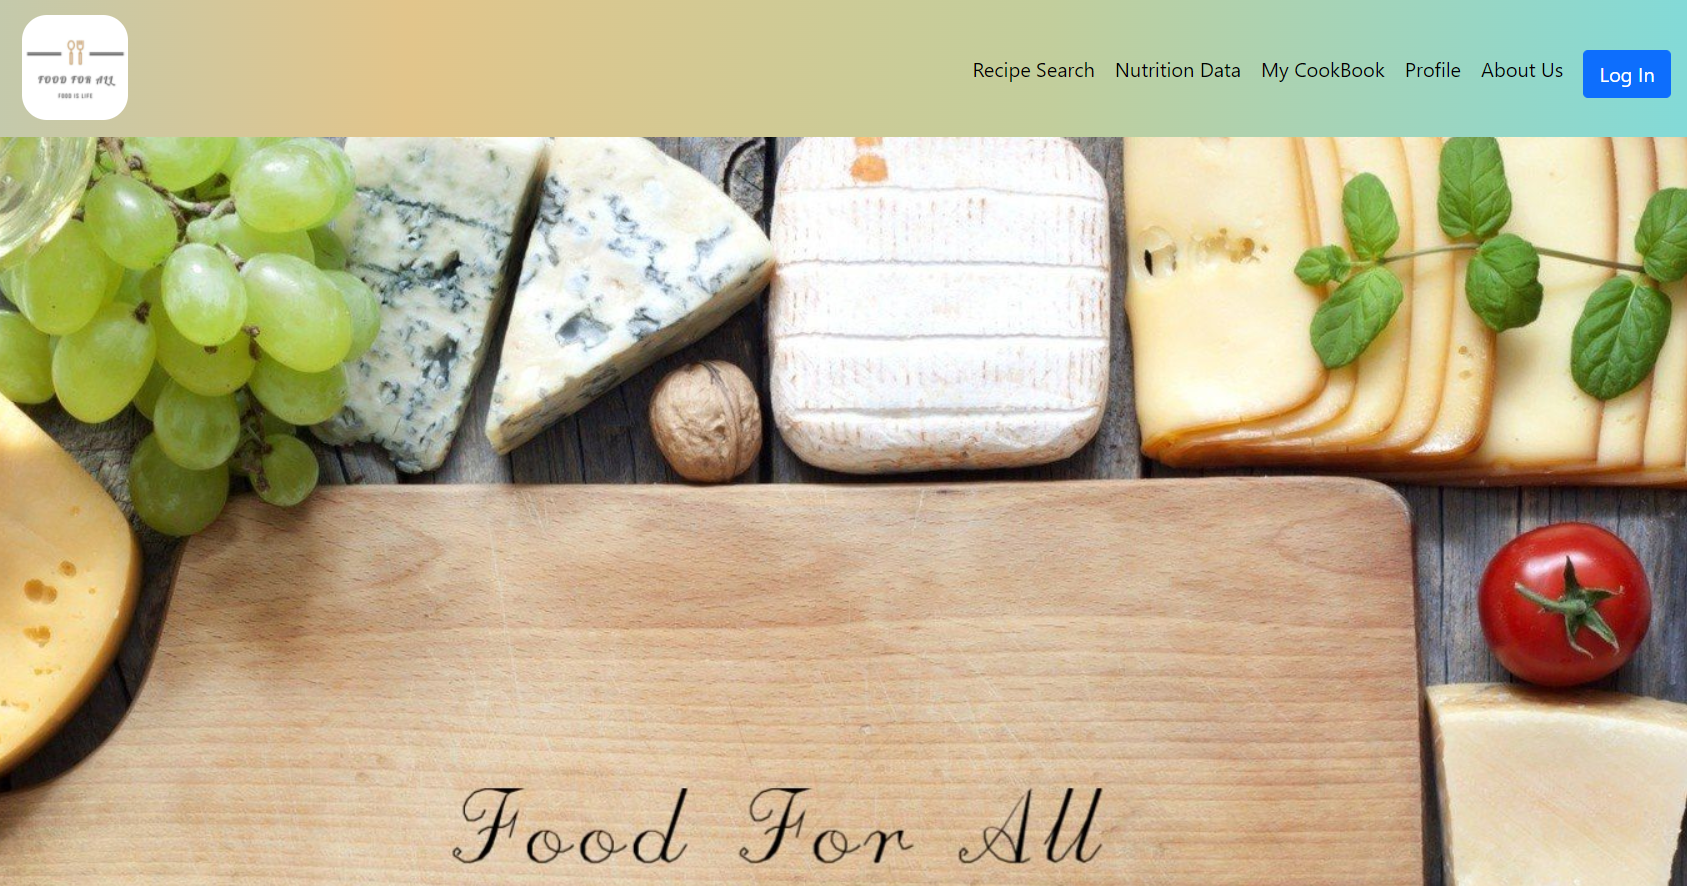 FOOD FOR ALL
FOOD IS LIFE
Recipe Search Nutrition Data My CookBook Profile About Us Log In
Food For All